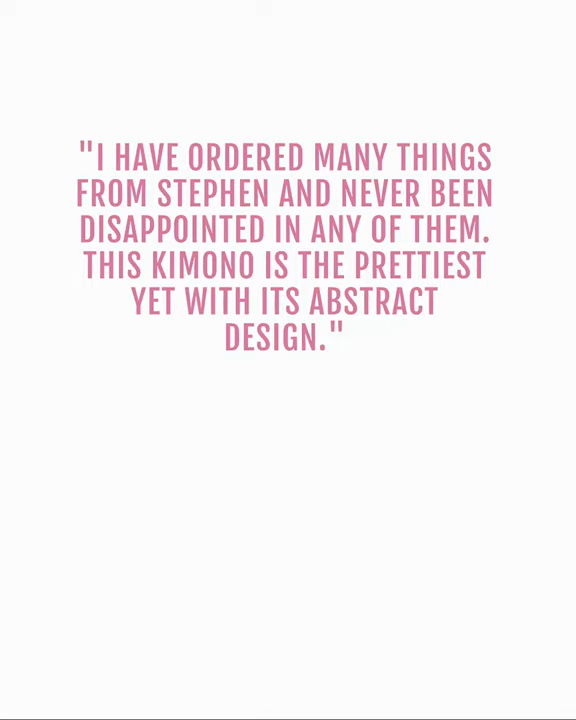 "I HAVE ORDERED MANY THINGS
FROM STEPHEN AND NEVER BEEN
DISAPPOINTED IN ANY OF THEM.
THIS KIMONO IS THE PRETTIEST
YET WITH ITS ABSTRACT
DESIGN."